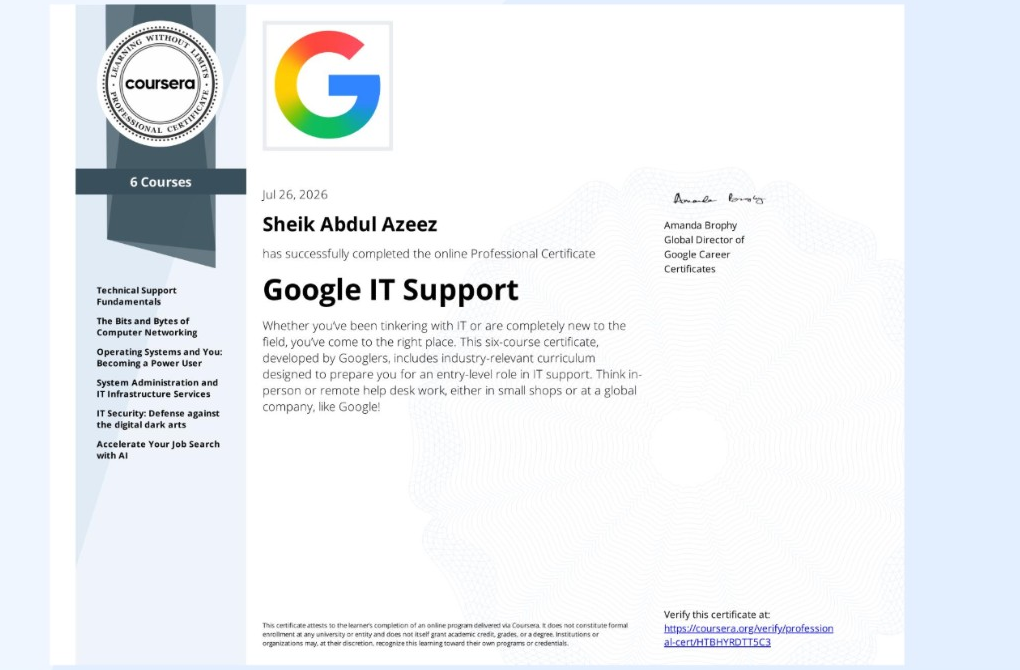 LEARNING WITHOUT LIMITS
coursera
PROFESSIONAL CERTIFICATE
6 Courses
Technical Support
Fundamentals
The Bits and Bytes of
Computer Networking
Operating Systems and You:
Becoming a Power User
System Administration and
IT Infrastructure Services
IT Security: Defense against
the digital dark arts
Accelerate Your Job Search
with AI
G
Jul 26, 2026
Sheik Abdul Azeez
has successfully completed the online Professional Certificate
Google IT Support
Whether you’ve been tinkering with IT or are completely new to the
field, you’ve come to the right place. This six-course certificate,
developed by Googlers, includes industry-relevant curriculum
designed to prepare you for an entry-level role in IT support. Think in-
person or remote help desk work, either in small shops or at a global
company, like Google!
Amanda Brophy
Amanda Brophy
Global Director of
Google Career
Certificates
This certificate attests to the learner’s completion of an online program delivered via Coursera. It does not constitute formal
enrollment at any university or entity and does not itself grant academic credit, grades, or a degree. Institutions or
organizations may, at their discretion, recognize this learning toward their own programs or credentials.
Verify this certificate at:
https://coursera.org/verify/profession
al-cert/HTBHYRDTT5C3